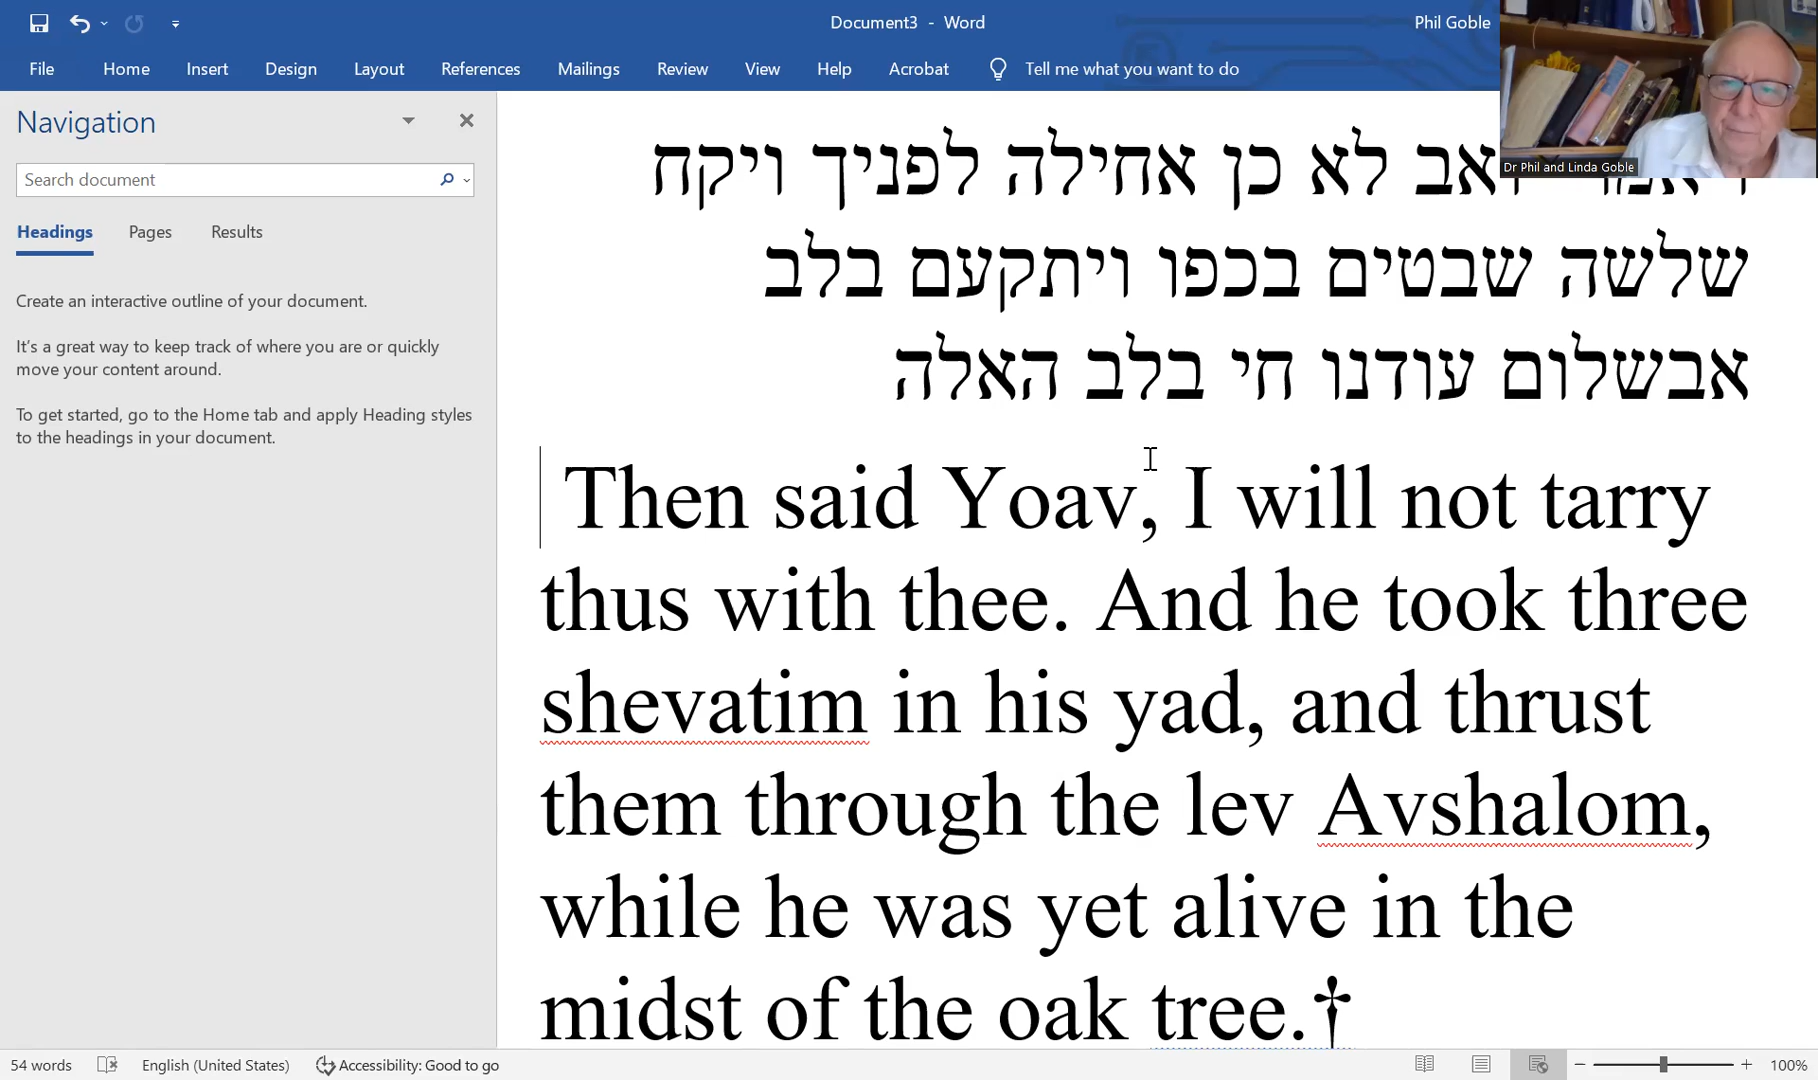 Document3 - Word
Phil Goble
File Home Insert Design Layout References Mailings Review View Help Acrobat Tell me what you want to do
Navigation
Search document
Headings Pages Results
Create an interactive outline of your document.
It's a great way to keep track of where you are or quickly
move your content around.
To get started, go to the Home tab and apply Heading styles
to the headings in your document.
Dr Phil and Linda Goble
לא כן אחילה לפניך ויקח
שלשה שבטים בכפו ויתקעם בלב
אבשלום עודנו חי בלב האלה
Then said Yoav, I will not tarry
thus with thee. And he took three
shevatim in his yad, and thrust
them through the lev Avshalom,
while he was yet alive in the
midst of the oak tree.†
54 words English (United States) Accessibility: Good to go 100%